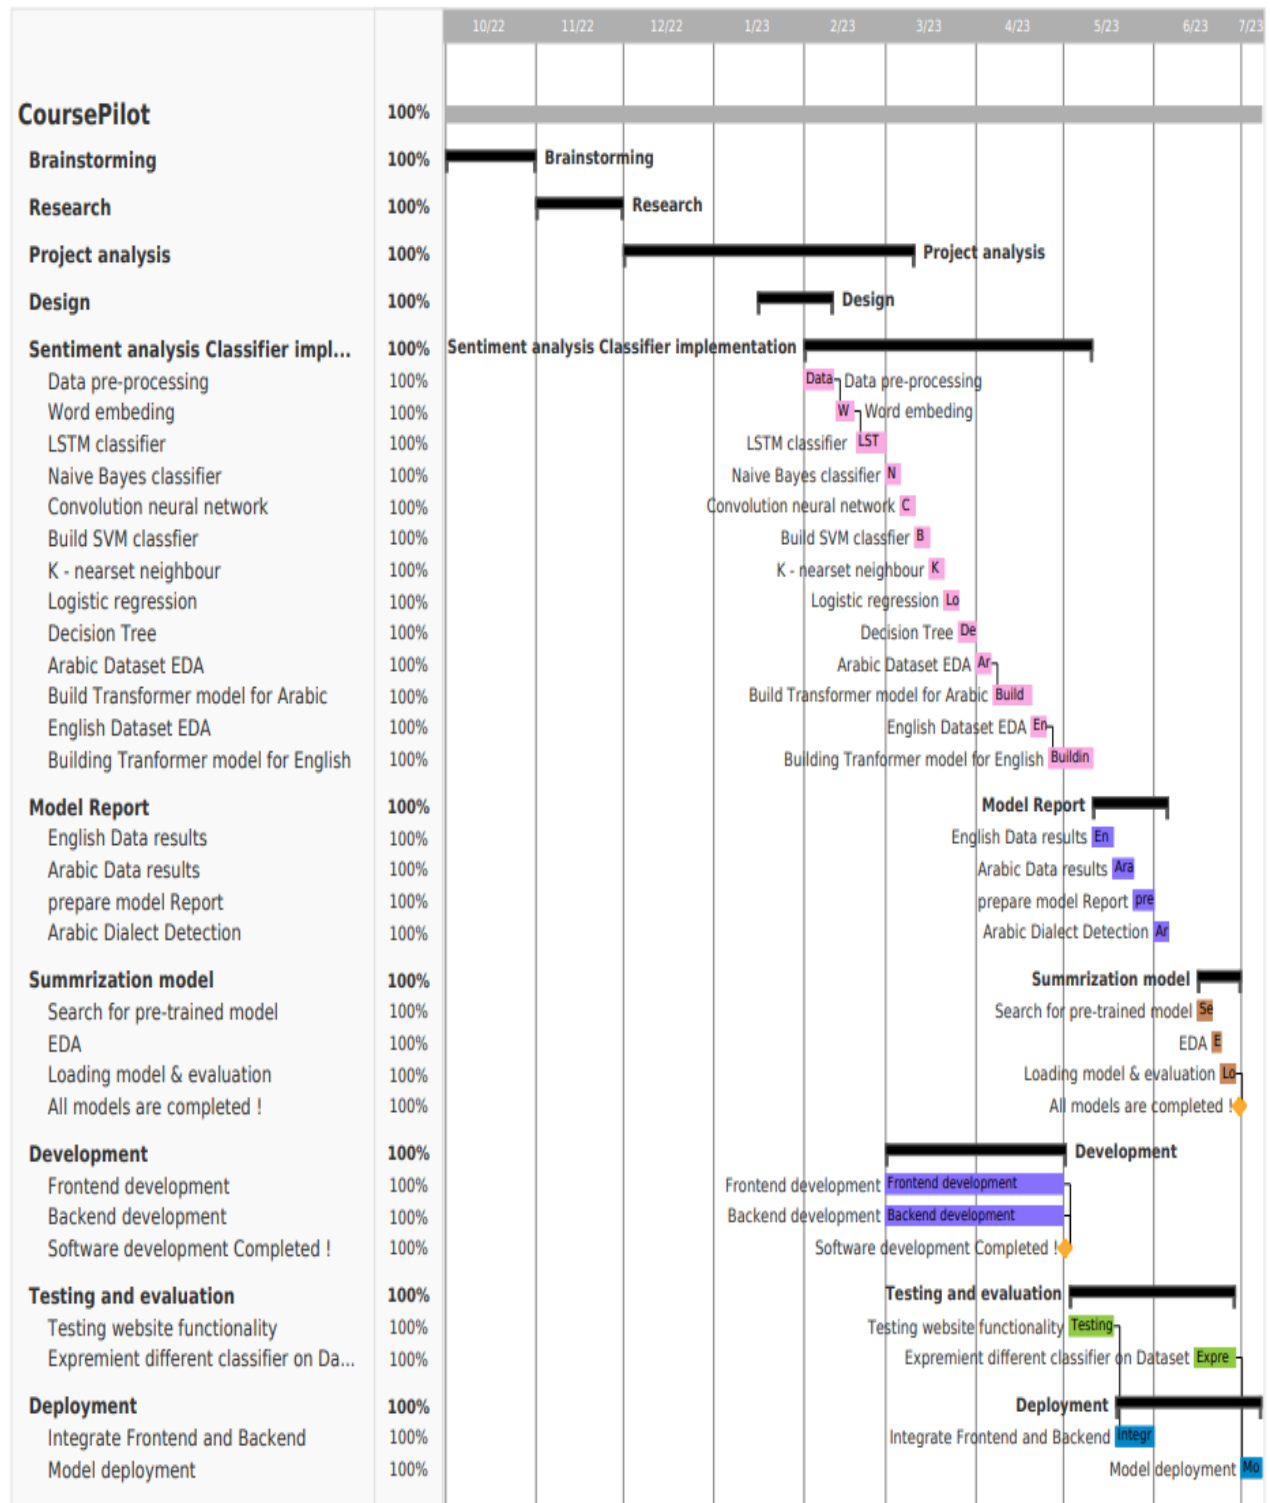 10/22 11/22 12/22 1/23 2/23 3/23 4/23 5/23 6/23 7/23
CoursePilot 100%
Brainstorming 100% Brainstorming
Research 100% Research
Project analysis 100% Project analysis
Design 100% Design
Sentiment analysis Classifier impl... 100% Sentiment analysis Classifier implementation
Data pre-processing 100% Data Data pre-processing
Word embeding 100% W Word embeding
LSTM classifier 100% LSTM classifier LST
Naive Bayes classifier 100% Naive Bayes classifier N
Convolution neural network 100% Convolution neural network C
Build SVM classfier 100% Build SVM classfier B
K - nearset neighbour 100% K - nearset neighbour K
Logistic regression 100% Logistic regression Lo
Decision Tree 100% Decision Tree De
Arabic Dataset EDA 100% Arabic Dataset EDA Ar
Build Transformer model for Arabic 100% Build Transformer model for Arabic Build
English Dataset EDA 100% English Dataset EDA En
Building Tranformer model for English 100% Building Tranformer model for English Buildin
Model Report 100% Model Report
English Data results 100% English Data results En
Arabic Data results 100% Arabic Data results Ara
prepare model Report 100% prepare model Report pre
Arabic Dialect Detection 100% Arabic Dialect Detection Ar
Summrization model 100% Summrization model
Search for pre-trained model 100% Search for pre-trained model Se
EDA 100% EDA E
Loading model & evaluation 100% Loading model & evaluation Lo
All models are completed ! 100% All models are completed !
Development 100% Development
Frontend development 100% Frontend development Frontend development
Backend development 100% Backend development Backend development
Software development Completed ! 100% Software development Completed !
Testing and evaluation 100% Testing and evaluation
Testing website functionality 100% Testing website functionality Testing
Expremient different classifier on Da... 100% Expremient different classifier on Dataset Expre
Deployment 100% Deployment
Integrate Frontend and Backend 100% Integrate Frontend and Backend Integr
Model deployment 100% Model deployment Mo